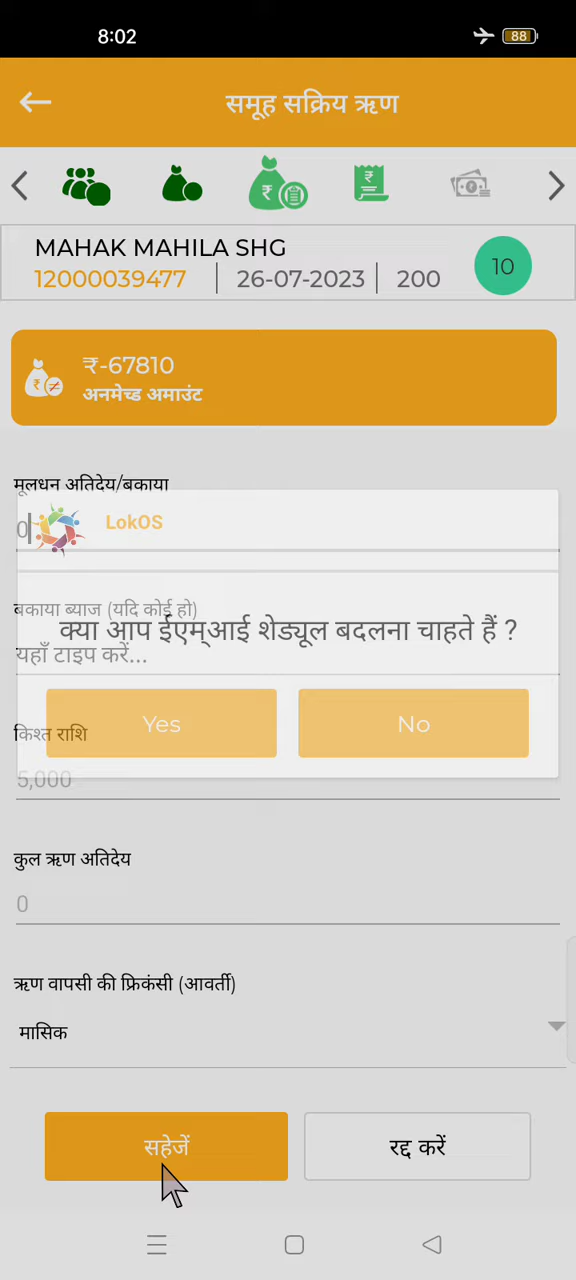 8:02
88
समूह सक्रिय ऋण
MAHAK MAHILA SHG
12000039477 26-07-2023 200
10
₹-67810
अनमेच्ड अमाउंट
मूलधन अतिदेय/बकाया
0
LokOS
बकाया ब्याज (यदि कोई हो)
क्या आप ईएम्आई शेड्यूल बदलना चाहते हैं ?
यहाँ टाइप करें...
Yes No
किश्त राशि
5,000
कुल ऋण अतिदेय
0
ऋण वापसी की फ्रिकंसी (आवर्ती)
मासिक
सहेजें रद्द करें